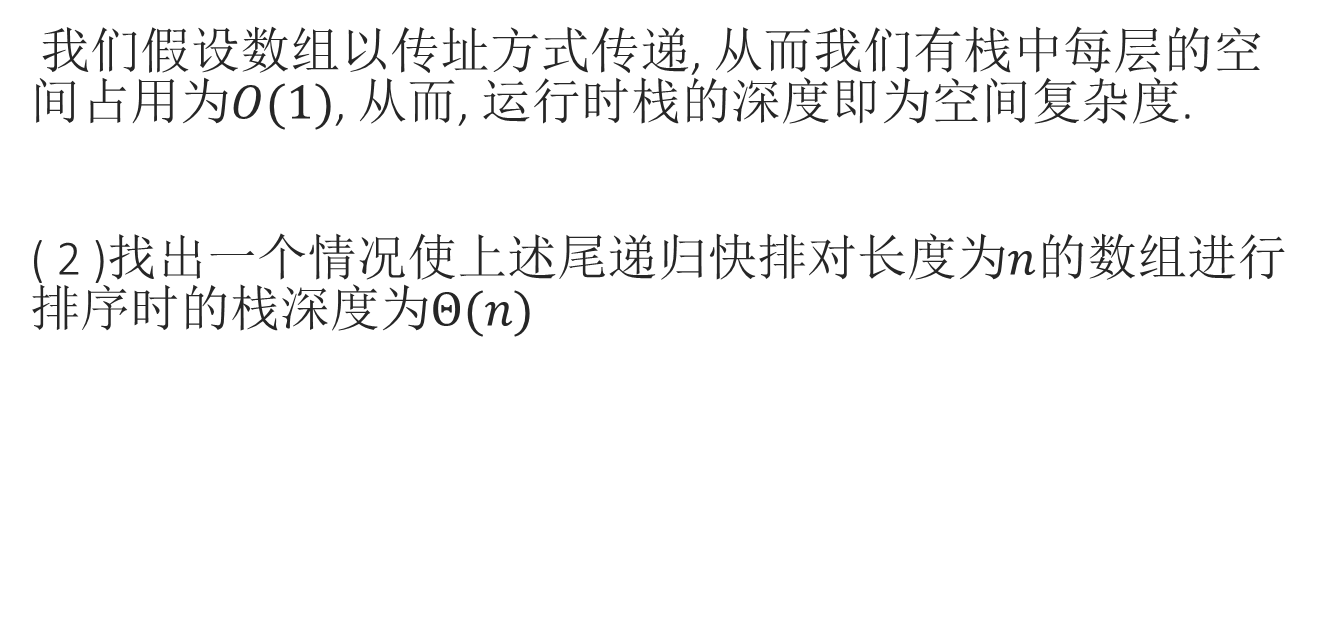 我们假设数组以传址方式传递, 从而我们有栈中每层的空
间占用为O(1), 从而, 运行时栈的深度即为空间复杂度.
( 2 )找出一个情况使上述尾递归快排对长度为n的数组进行
排序时的栈深度为Θ(n)